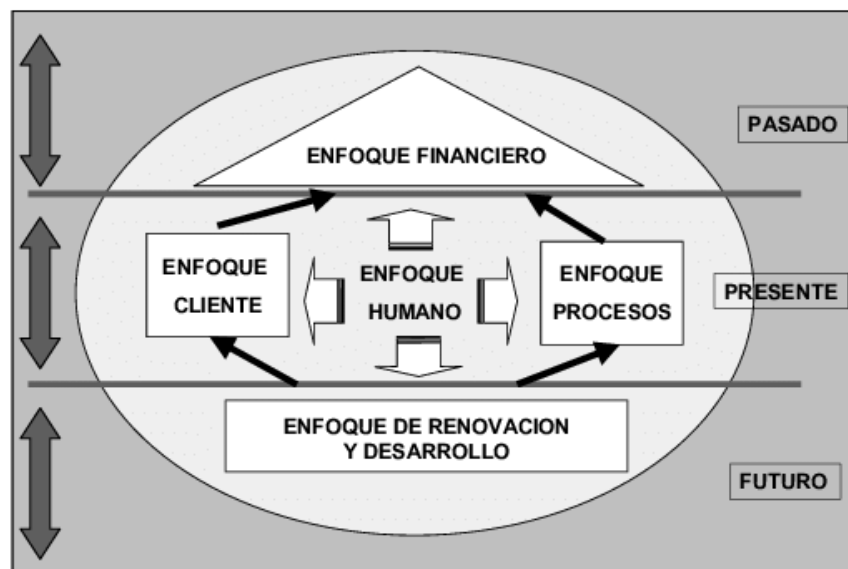 PASADO
ENFOQUE FINANCIERO
ENFOQUE
CLIENTE
ENFOQUE
HUMANO
ENFOQUE
PROCESOS
PRESENTE
ENFOQUE DE RENOVACION
Y DESARROLLO
FUTURO